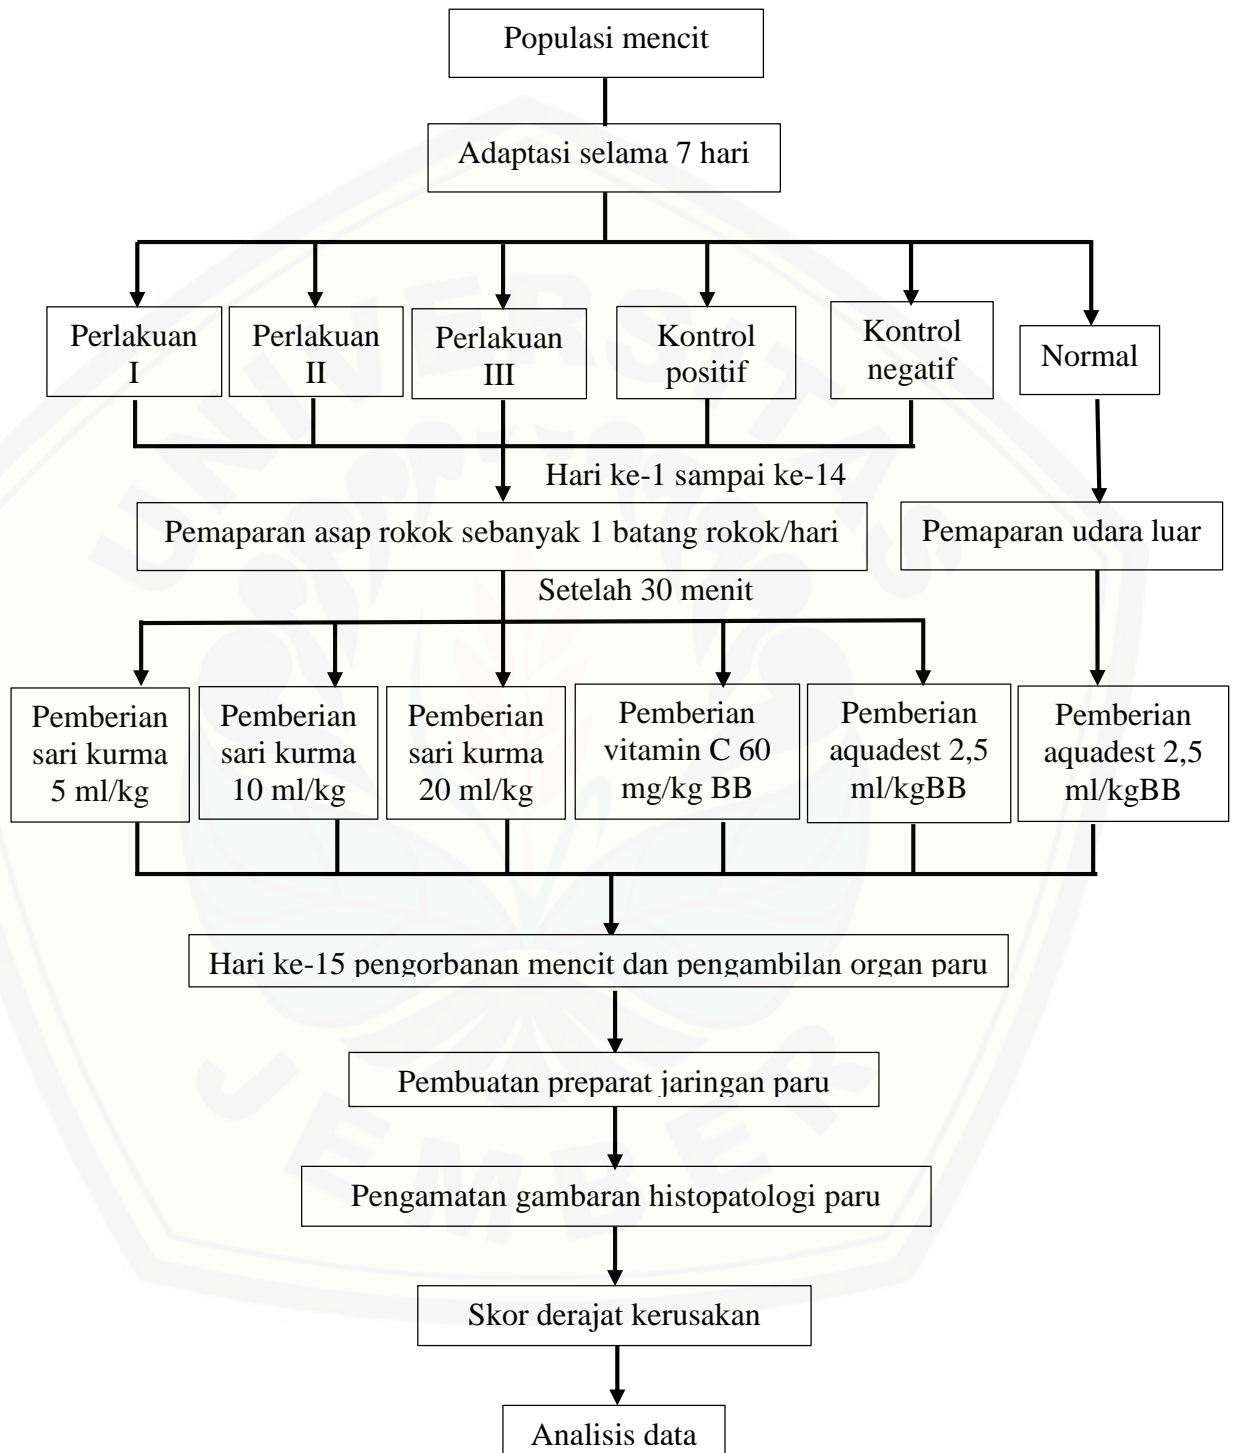 Populasi mencit
Adaptasi selama 7 hari
Perlakuan
I
Perlakuan
II
Perlakuan
III
Kontrol
positif
Kontrol
negatif
Normal
Hari ke-1 sampai ke-14
Pemaparan asap rokok sebanyak 1 batang rokok/hari
Pemaparan udara luar
Setelah 30 menit
Pemberian
sari kurma
5 ml/kg
Pemberian
sari kurma
10 ml/kg
Pemberian
sari kurma
20 ml/kg
Pemberian
vitamin C 60
mg/kg BB
Pemberian
aquadest 2,5
ml/kgBB
Pemberian
aquadest 2,5
ml/kgBB
Hari ke-15 pengorbanan mencit dan pengambilan organ paru
Pembuatan preparat jaringan paru
Pengamatan gambaran histopatologi paru
Skor derajat kerusakan
Analisis data
UNIVERSITAS
JEMBER